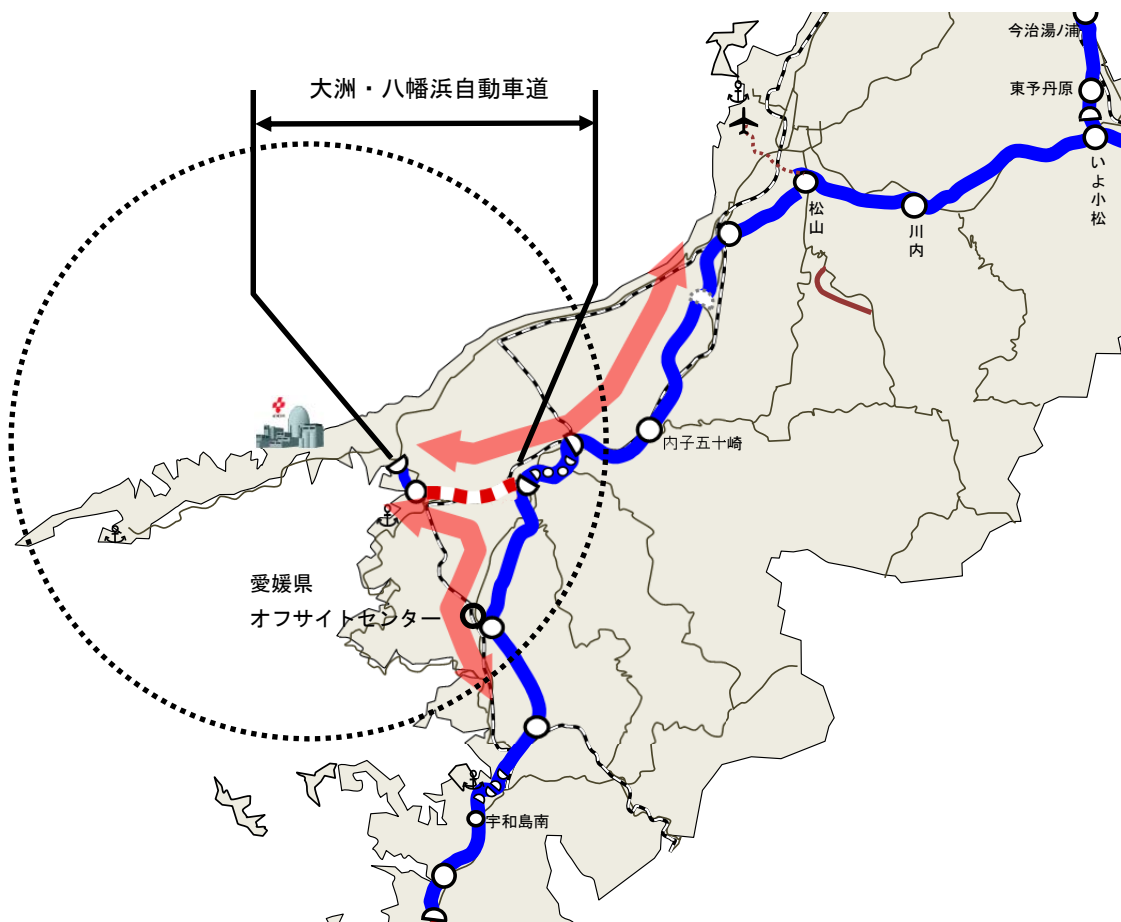 今治湯ノ浦
大洲・八幡浜自動車道
東予丹原
いよ小松
松山
川内
内子五十崎
愛媛県
オフサイトセンター
宇和島南